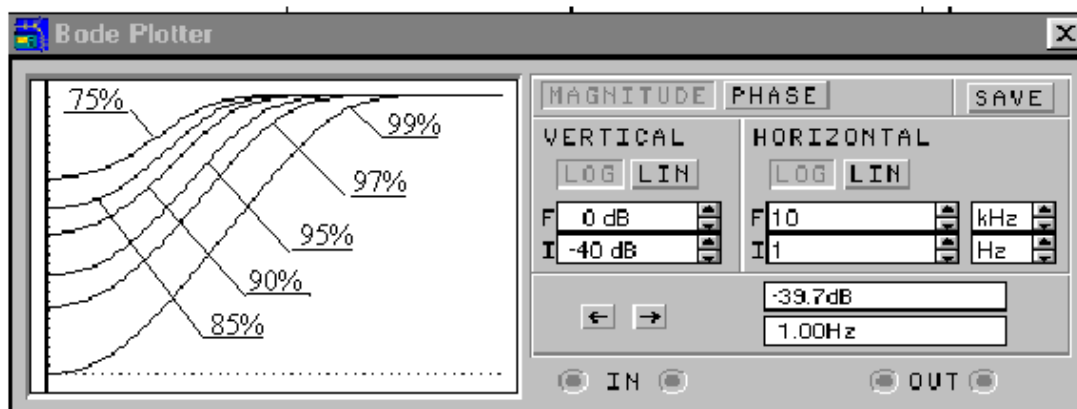 Bode Plotter
75%
99%
97%
95%
90%
85%
MAGNITUDE PHASE SAVE
VERTICAL HORIZONTAL
LOG LIN LOG LIN
F 0 dB F 10 kHz
I -40 dB I 1 Hz
-39.7dB
1.00Hz
IN OUT